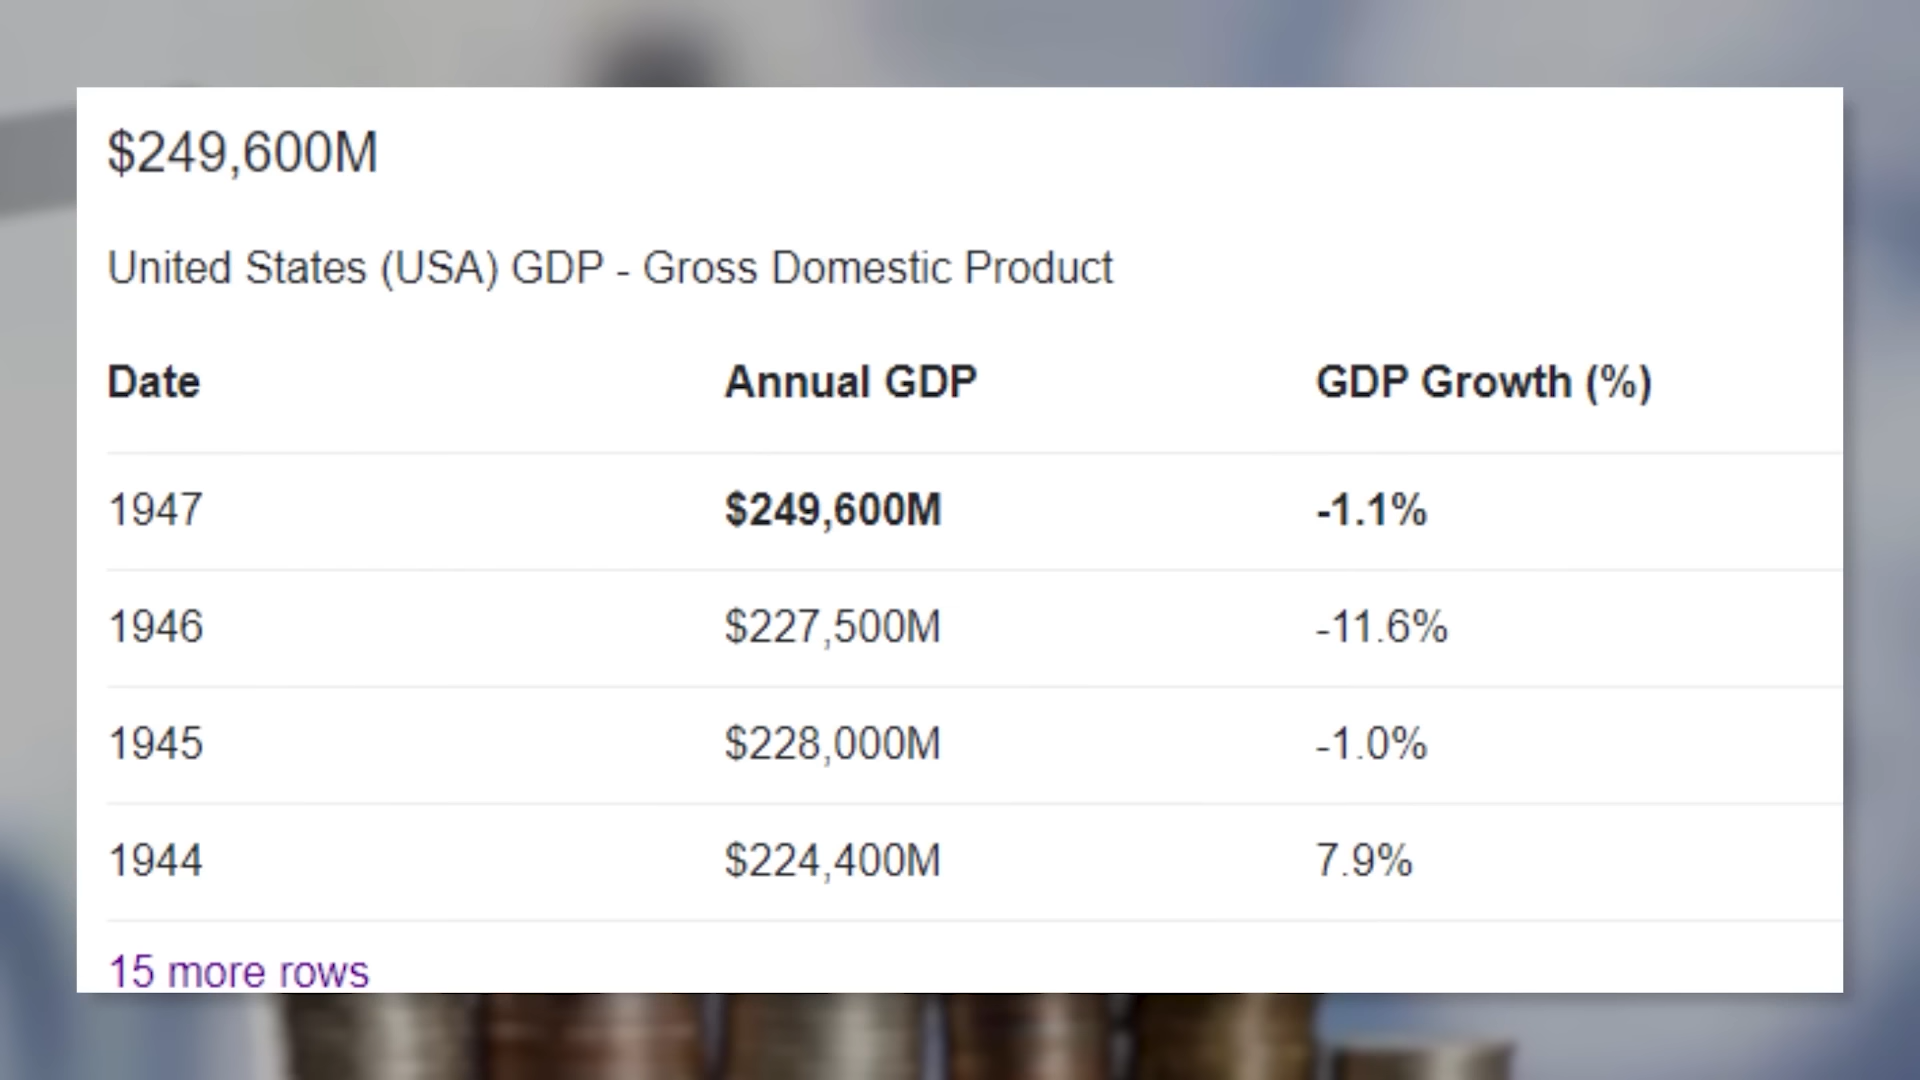 $249,600M
United States (USA) GDP - Gross Domestic Product
Date Annual GDP GDP Growth (%)
1947 $249,600M -1.1%
1946 $227,500M -11.6%
1945 $228,000M -1.0%
1944 $224,400M 7.9%
15 more rows